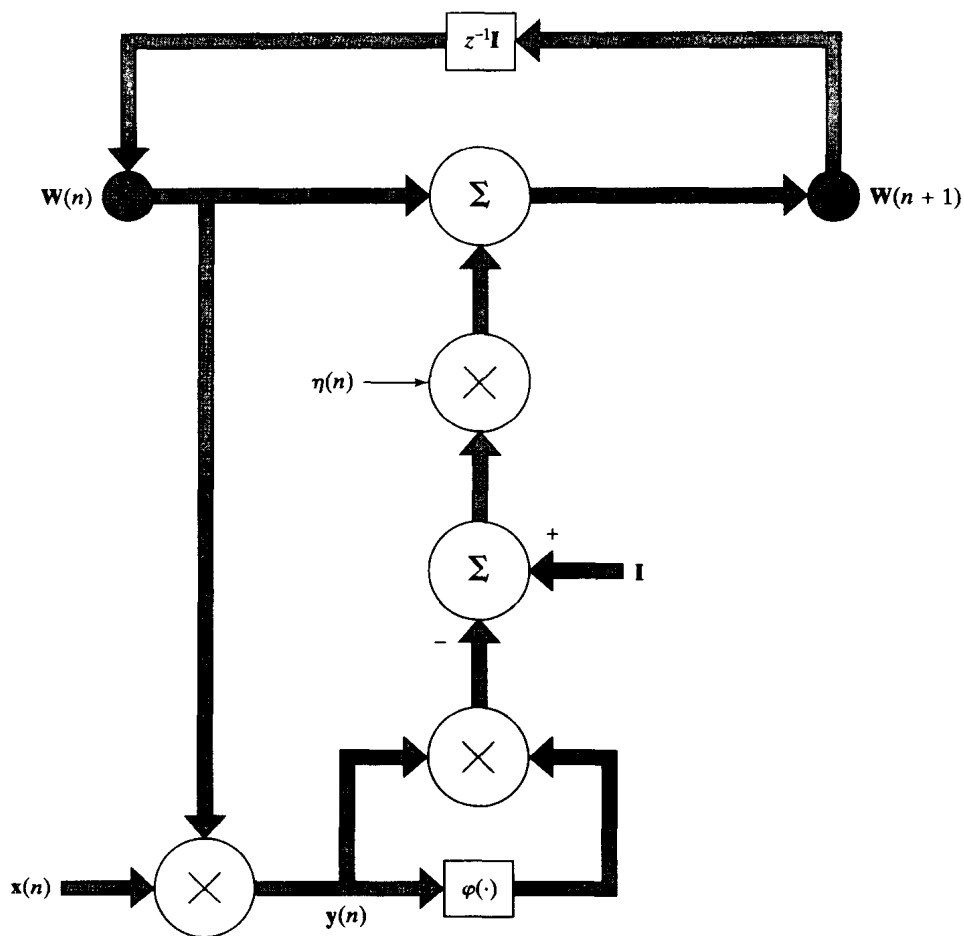 z⁻¹I
W(n)
Σ
W(n + 1)
η(n)
×
+
Σ
I
−
×
x(n)
×
y(n)
φ(·)